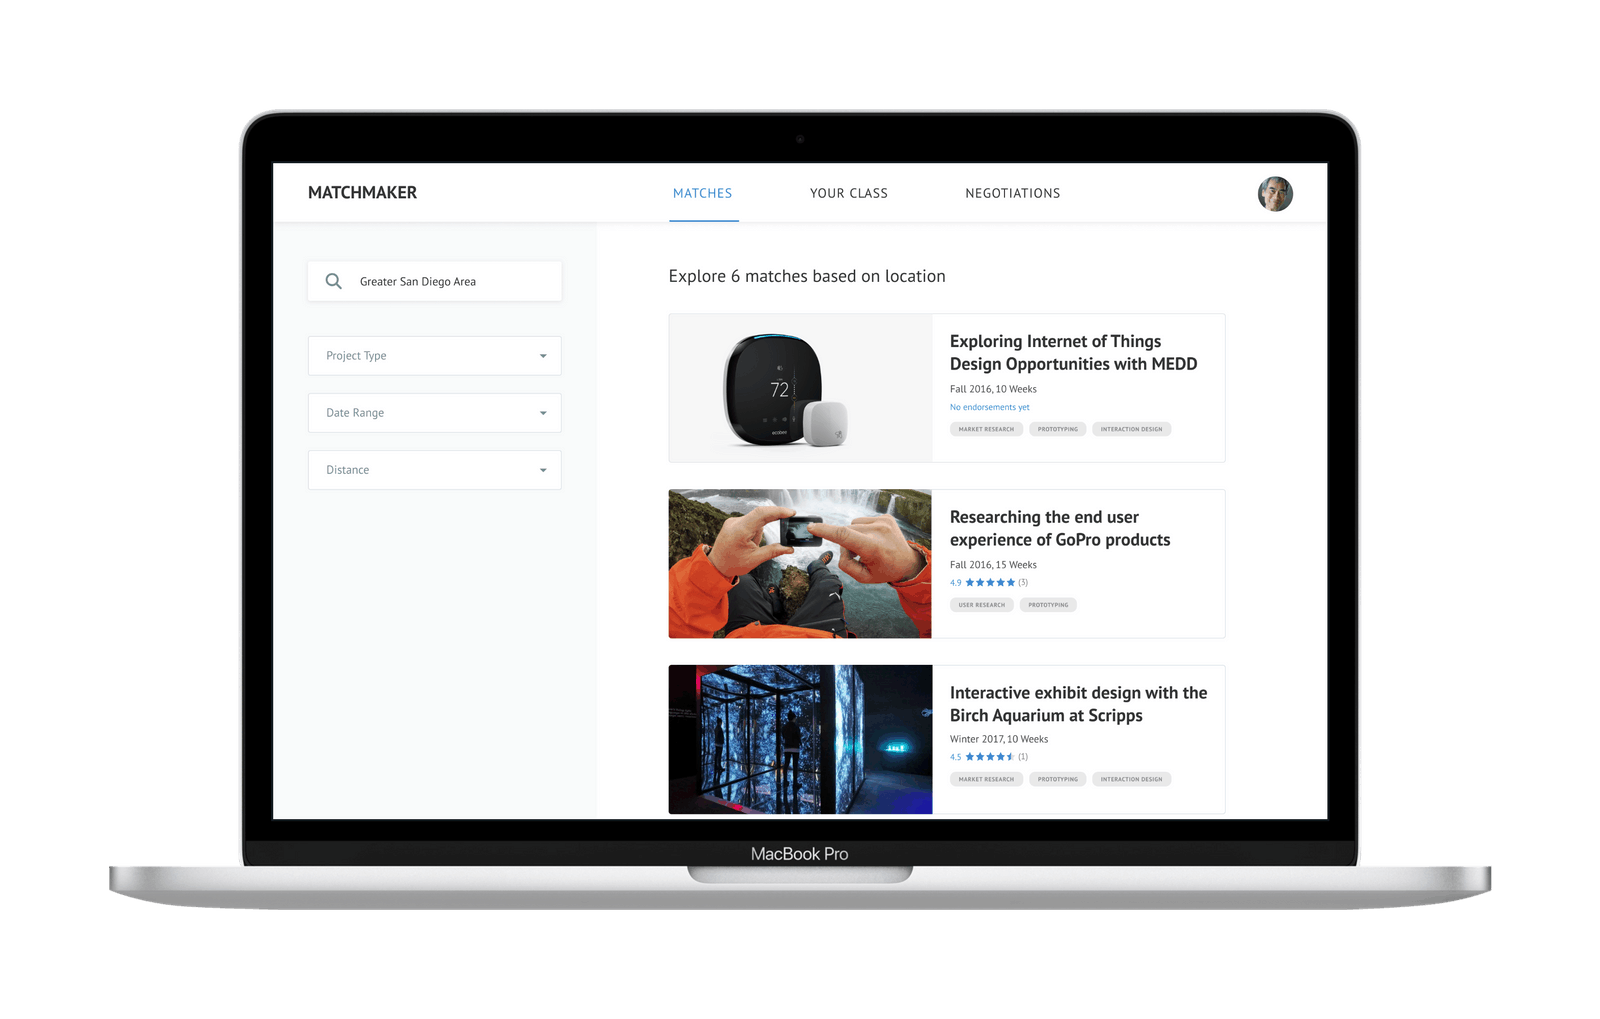 MATCHMAKER
MATCHES
YOUR CLASS
NEGOTIATIONS
Greater San Diego Area
Project Type
Date Range
Distance
Explore 6 matches based on location
72
ecobee
Exploring Internet of Things
Design Opportunities with MEDD
Fall 2016, 10 Weeks
No endorsements yet
MARKET RESEARCH
PROTOTYPING
INTERACTION DESIGN
Researching the end user
experience of GoPro products
Fall 2016, 15 Weeks
4.9 ★★★★★ (3)
USER RESEARCH
PROTOTYPING
Interactive exhibit design with the
Birch Aquarium at Scripps
Winter 2017, 10 Weeks
4.5 (1)
MARKET RESEARCH
PROTOTYPING
INTERACTION DESIGN
MacBook Pro